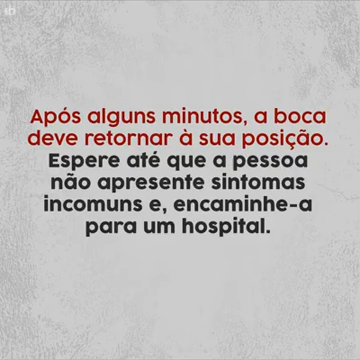 Após alguns minutos, a boca
deve retornar à sua posição.
Espere até que a pessoa
não apresente sintomas
incomuns e, encaminhe-a
para um hospital.